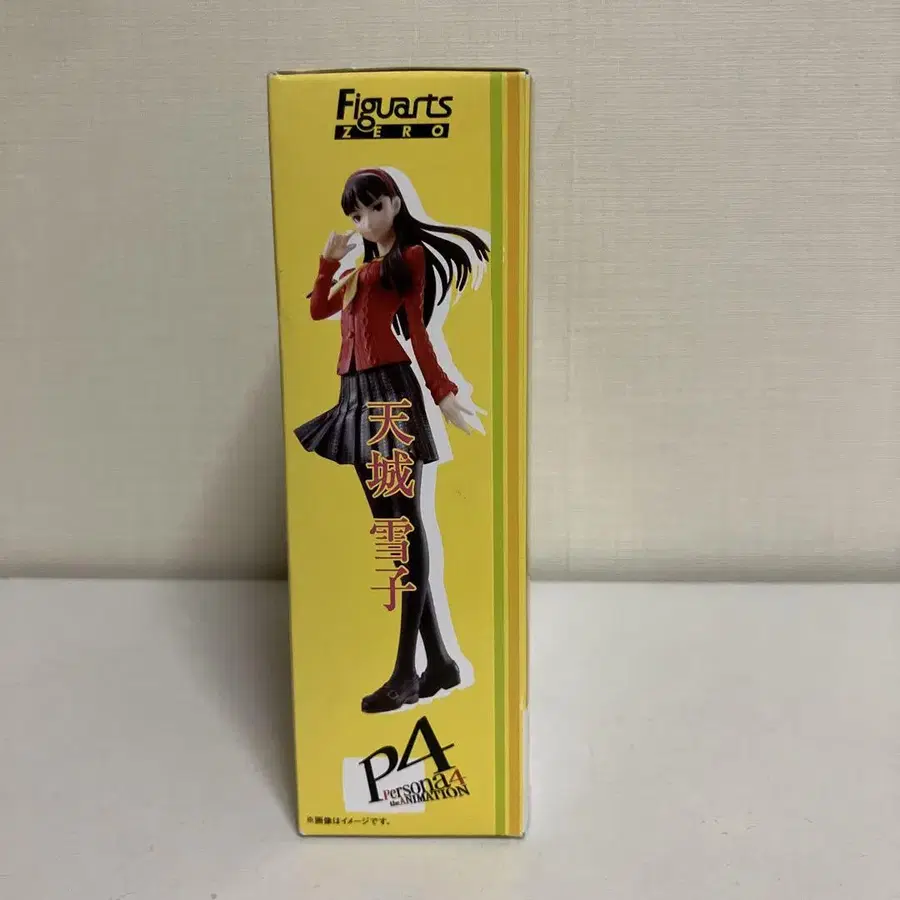 Figuarts
ZERO
天城 雪子
P4
Persona4
the ANIMATION
※画像はイメージです。